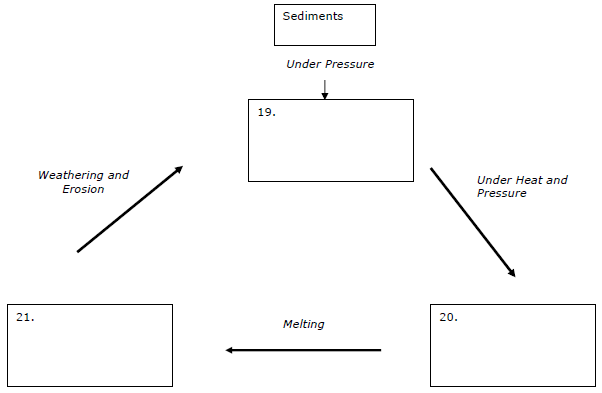 Sediments
Under Pressure
19.
Weathering and
Erosion
Under Heat and
Pressure
21.
Melting
20.